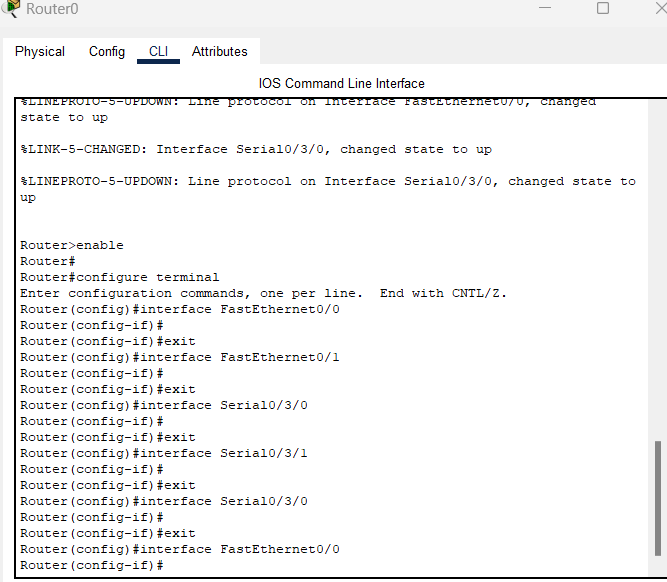 Router0
Physical Config CLI Attributes
IOS Command Line Interface
%LINEPROTO-5-UPDOWN: Line protocol on Interface FastEthernet0/0, changed
state to up
%LINK-5-CHANGED: Interface Serial0/3/0, changed state to up
%LINEPROTO-5-UPDOWN: Line protocol on Interface Serial0/3/0, changed state to
up
Router>enable
Router#
Router#configure terminal
Enter configuration commands, one per line.  End with CNTL/Z.
Router(config)#interface FastEthernet0/0
Router(config-if)#
Router(config-if)#exit
Router(config)#interface FastEthernet0/1
Router(config-if)#
Router(config-if)#exit
Router(config)#interface Serial0/3/0
Router(config-if)#
Router(config-if)#exit
Router(config)#interface Serial0/3/1
Router(config-if)#
Router(config-if)#exit
Router(config)#interface Serial0/3/0
Router(config-if)#
Router(config-if)#exit
Router(config)#interface FastEthernet0/0
Router(config-if)#